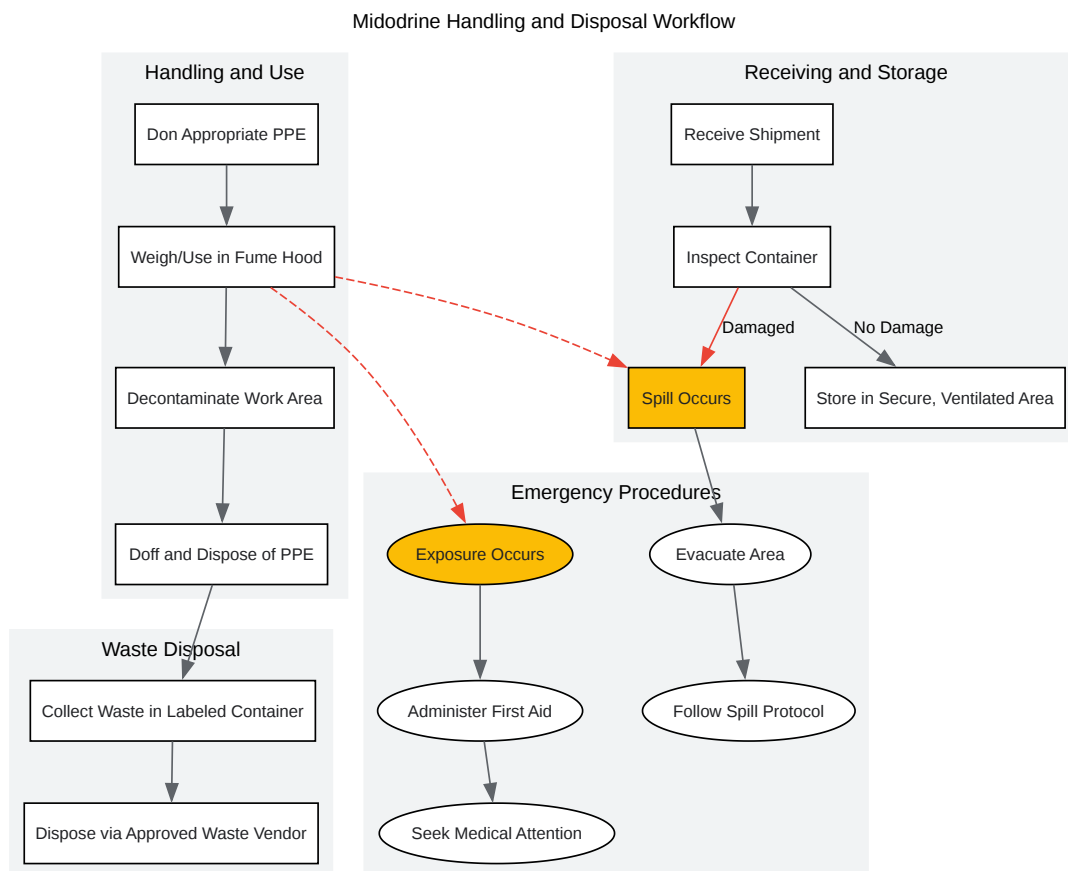 Midodrine Handling and Disposal Workflow
Handling and Use
Don Appropriate PPE
Weigh/Use in Fume Hood
Decontaminate Work Area
Doff and Dispose of PPE
Receiving and Storage
Receive Shipment
Inspect Container
Damaged
No Damage
Spill Occurs
Store in Secure, Ventilated Area
Emergency Procedures
Exposure Occurs
Evacuate Area
Administer First Aid
Follow Spill Protocol
Seek Medical Attention
Waste Disposal
Collect Waste in Labeled Container
Dispose via Approved Waste Vendor